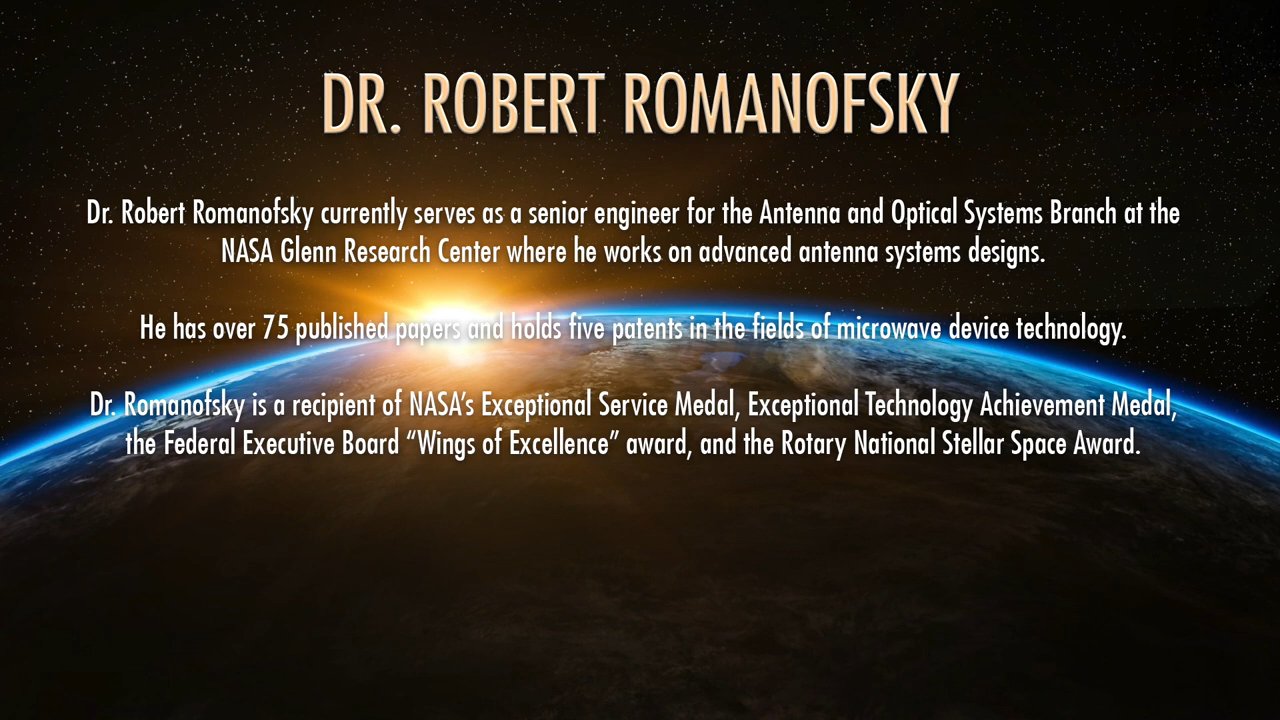 DR. ROBERT ROMANOFSKY
Dr. Robert Romanofsky currently serves as a senior engineer for the Antenna and Optical Systems Branch at the
NASA Glenn Research Center where he works on advanced antenna systems designs.
He has over 75 published papers and holds five patents in the fields of microwave device technology.
Dr. Romanofsky is a recipient of NASA’s Exceptional Service Medal, Exceptional Technology Achievement Medal,
the Federal Executive Board “Wings of Excellence” award, and the Rotary National Stellar Space Award.